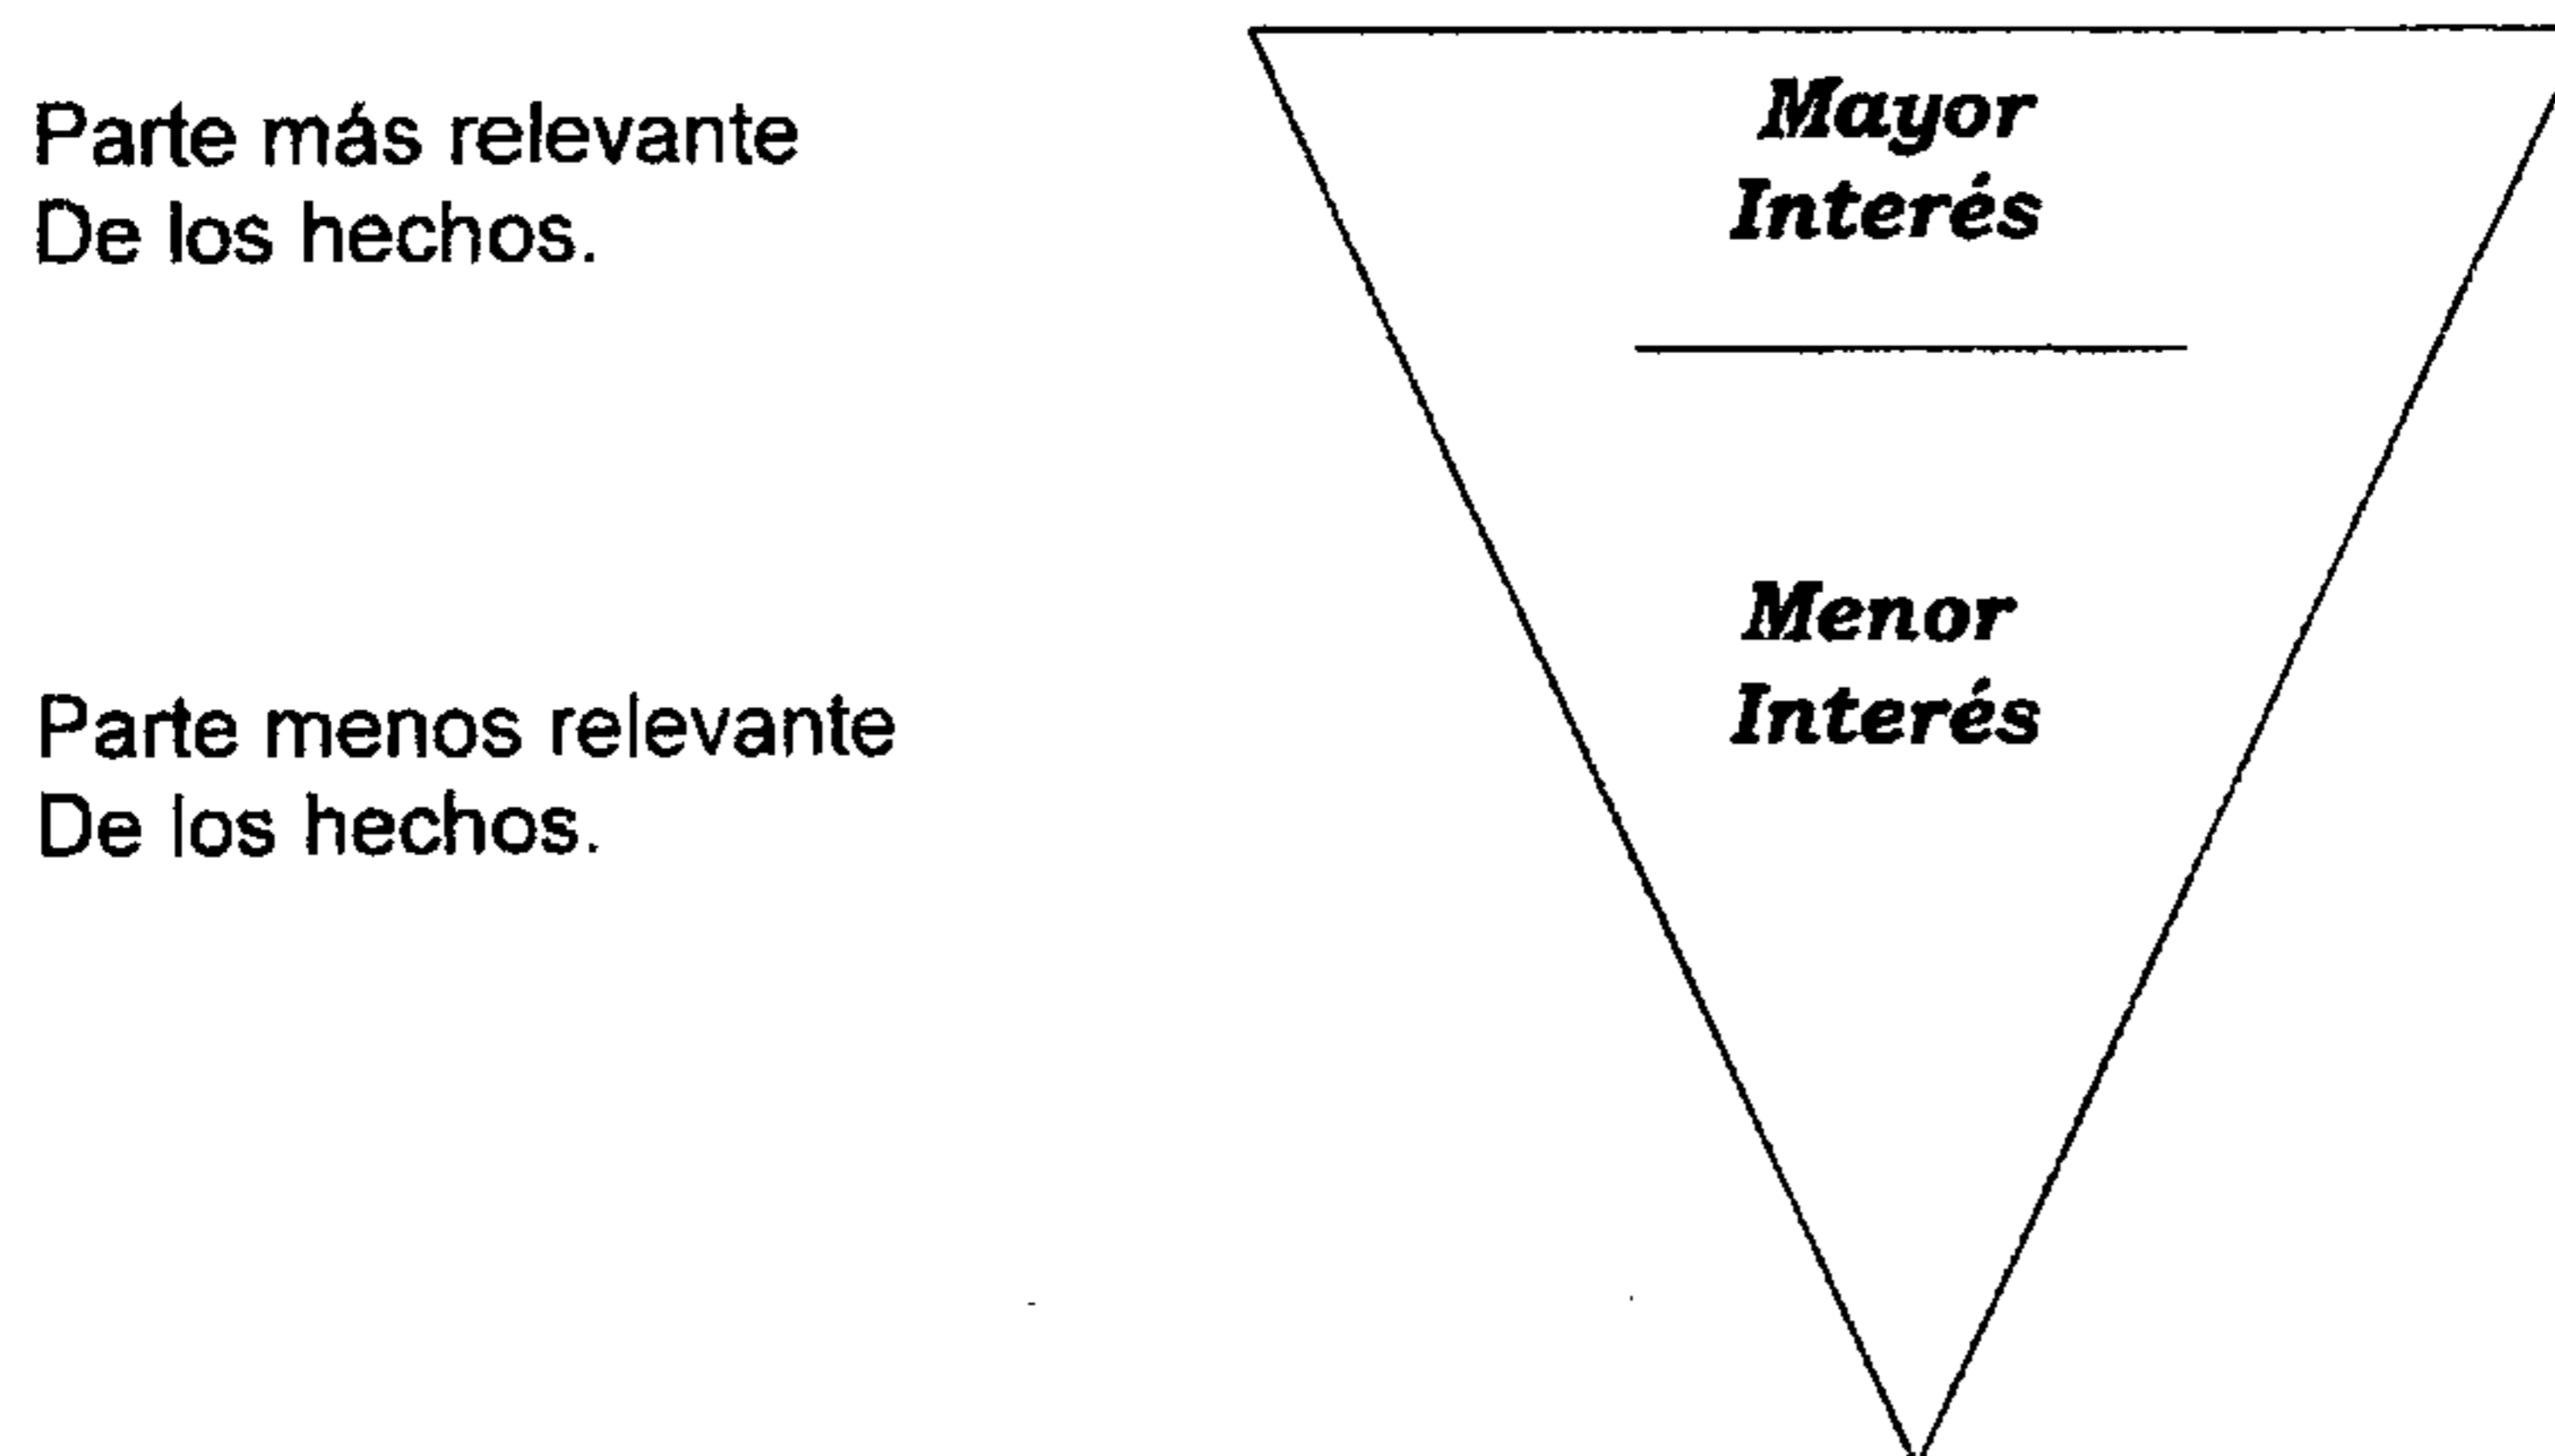 Parte más relevante
De los hechos.
Mayor
Interés
Menor
Interés
Parte menos relevante
De los hechos.